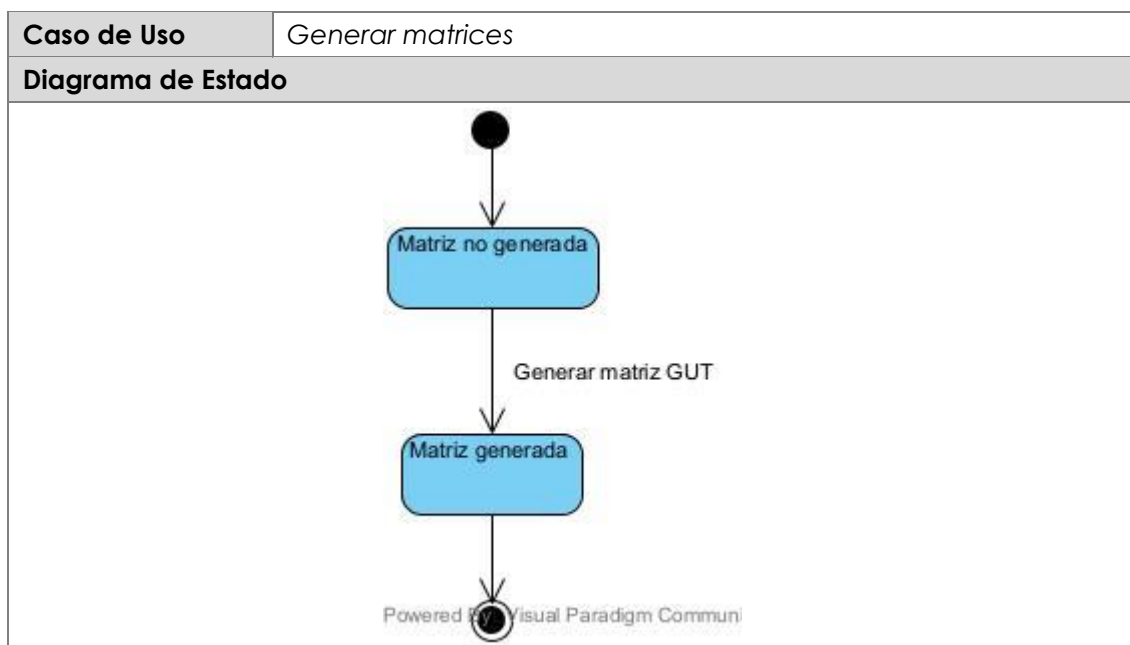 Caso de Uso Generar matrices
Diagrama de Estado
Matriz no generada
Generar matriz GUT
Matriz generada
Powered By Visual Paradigm Communi